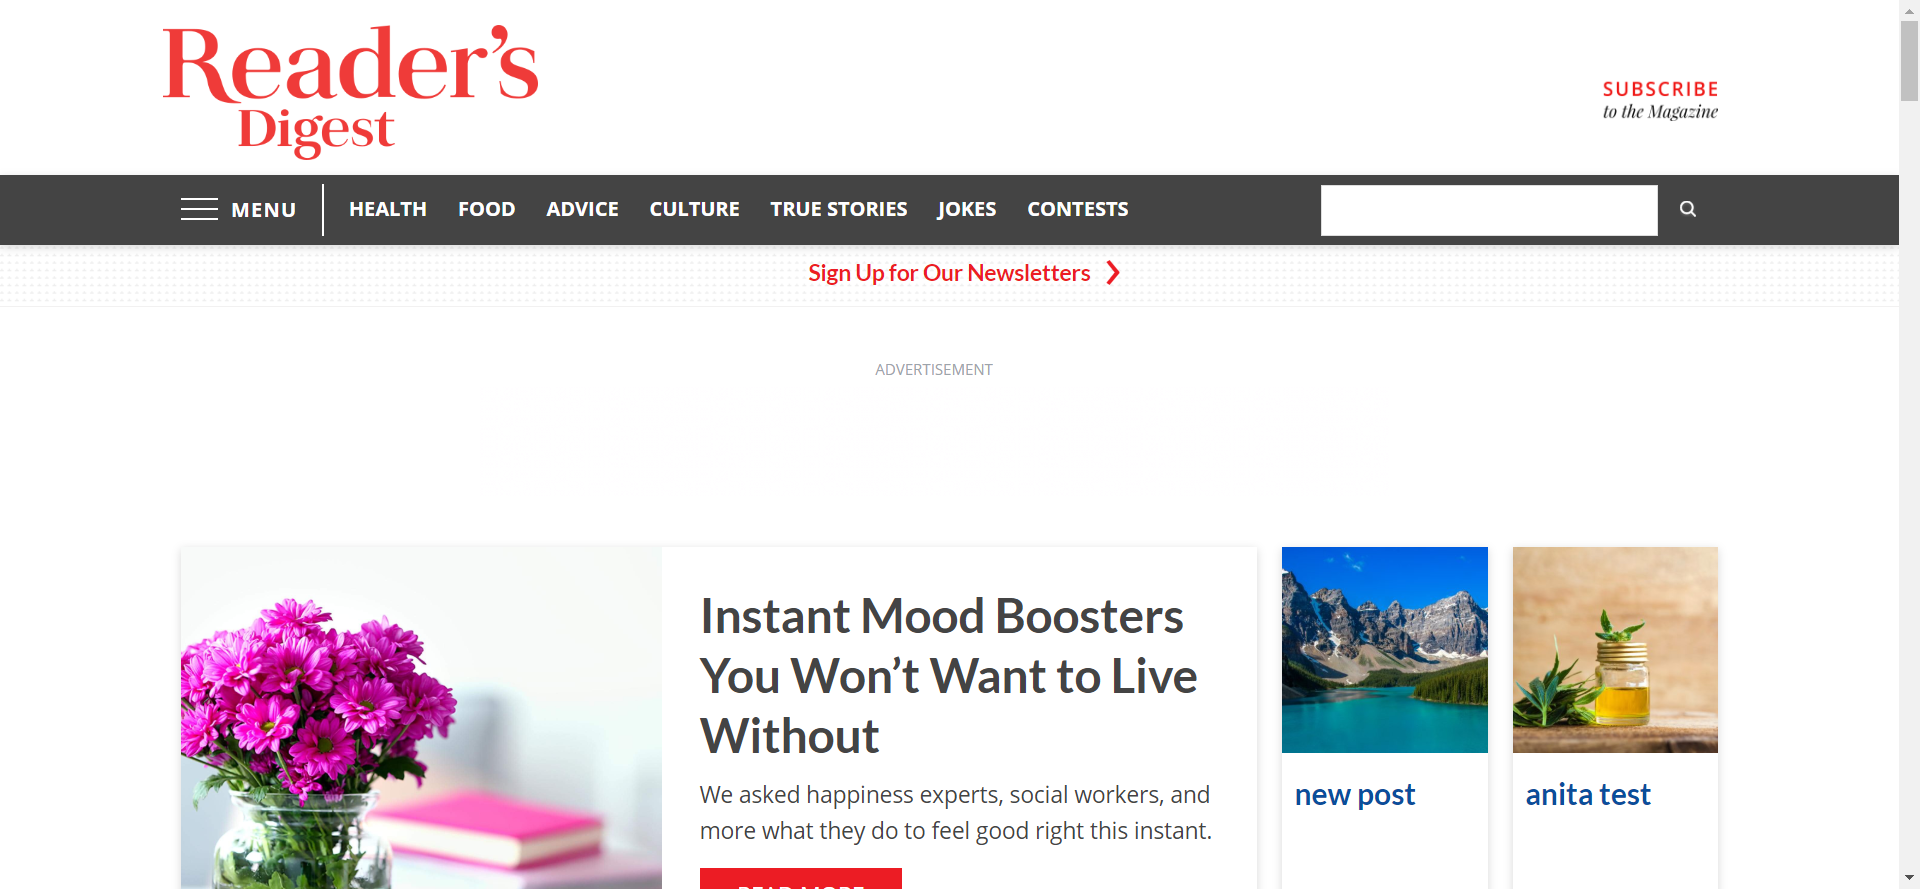 Reader's
Digest
SUBSCRIBE
to the Magazine
MENU HEALTH FOOD ADVICE CULTURE TRUE STORIES JOKES CONTESTS
Sign Up for Our Newsletters
ADVERTISEMENT
Instant Mood Boosters
You Won’t Want to Live
Without
We asked happiness experts, social workers, and
more what they do to feel good right this instant.
READ MORE
new post
anita test